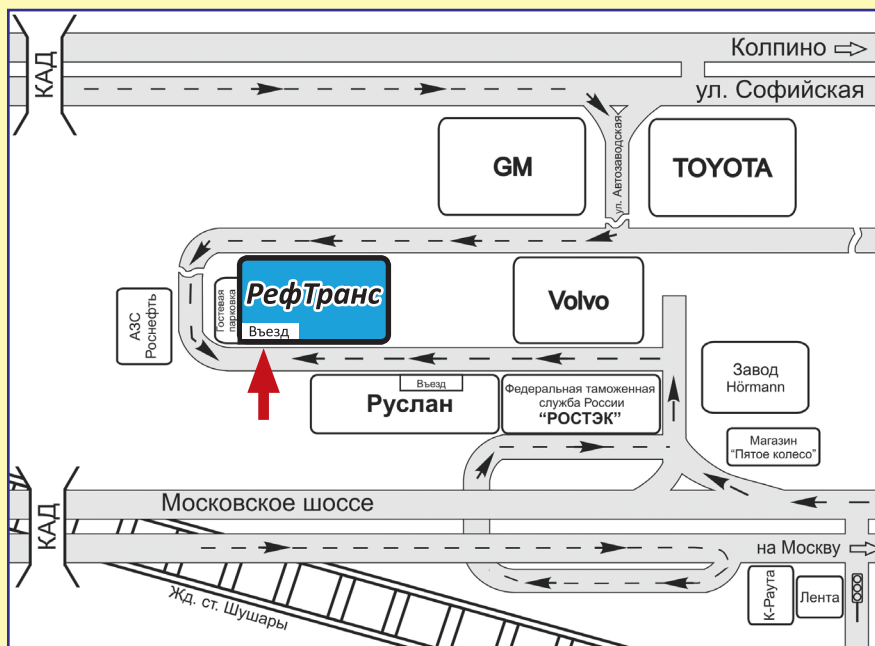 КАД
Колпино
ул. Софийская
GM
ул. Автозаводская
TOYOTA
РефТранс
Гостевая
парковка
Въезд
Volvo
АЗС
Роснефть
Въезд
Руслан
Федеральная таможенная
служба России
“РОСТЭК”
Завод
Hörmann
Магазин
“Пятое колесо”
Московское шоссе
КАД
на Москву
К-Раута
Лента
Жд. ст. Шушары